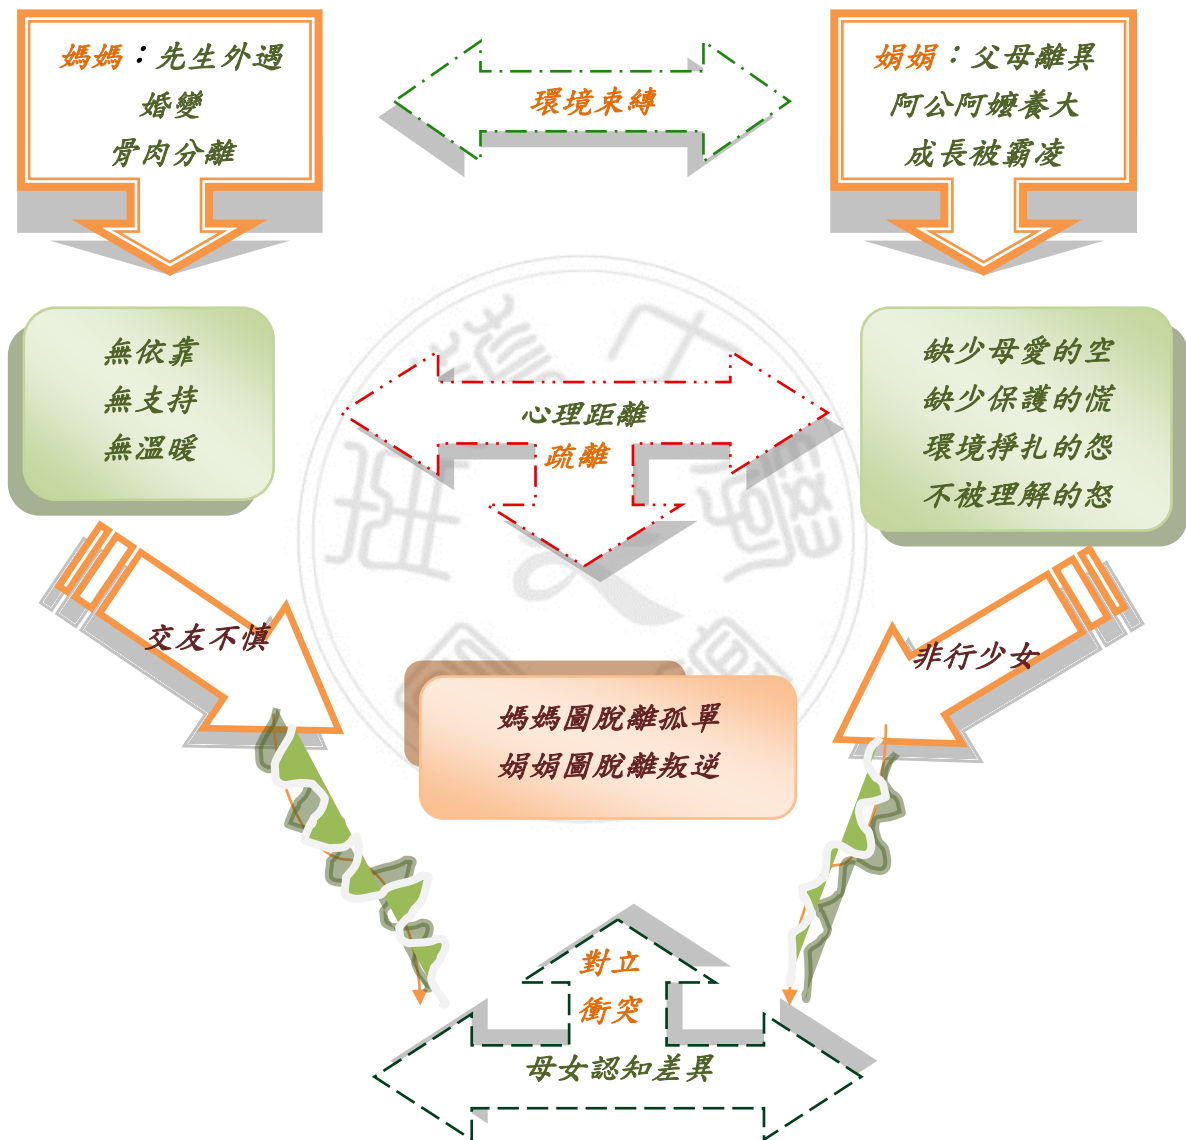 媽媽：先生外遇
婚變
骨肉分離
環境束縛
娟娟：父母離異
阿公阿嬤養大
成長被霸凌
無依靠
無支持
無溫暖
心理距離
疏離
缺少母愛的空
缺少保護的慌
環境掙扎的怨
不被理解的怒
交友不慎
非行少女
媽媽圖脫離孤單
娟娟圖脫離叛逆
對立
衝突
母女認知差異